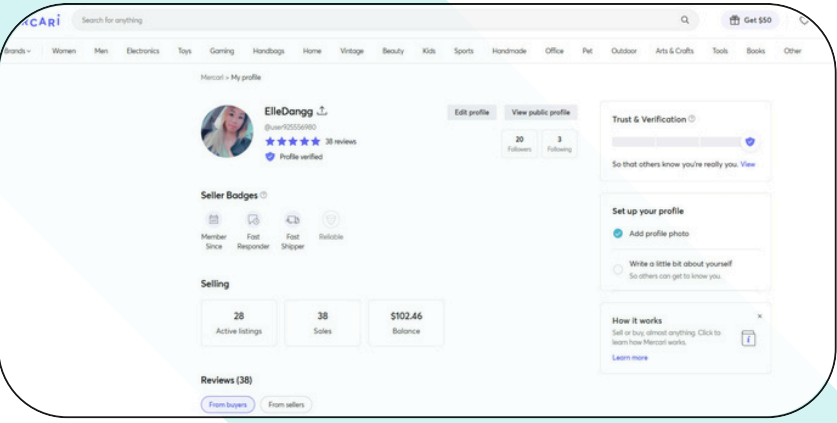 Search for anything
Get $50
Brands
Women
Men
Electronics
Toys
Gaming
Handbags
Home
Vintage
Beauty
Kids
Sports
Handmade
Office
Pet
Outdoor
Arts & Crafts
Tools
Books
Other
Mercari > My profile
ElleDangg
Edit profile
View public profile
@user925556980
38 reviews
Profile verified
20
Followers
3
Following
Trust & Verification
So that others know you're really you. View
Seller Badges
Member Since
Fast Responder
Fast Shipper
Reliable
Set up your profile
Add profile photo
Write a little bit about yourself
So others can get to know you.
Selling
28
Active listings
38
Sales
$102.46
Balance
How it works
Sell or buy, almost anything. Click to
learn how Mercari works.
Learn more
Reviews (38)
From buyers
From sellers